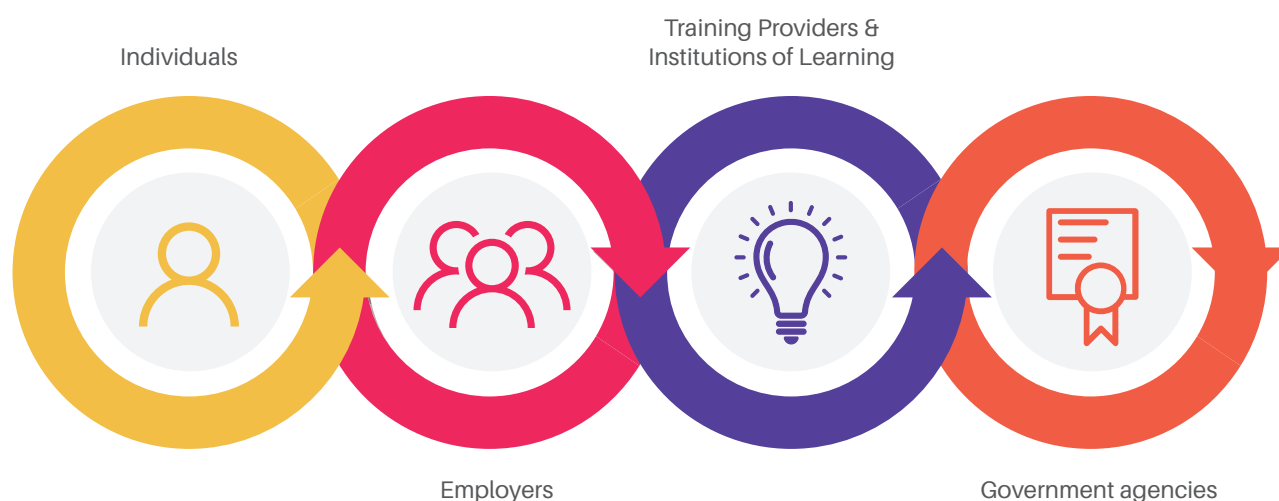 Individuals
Training Providers &
Institutions of Learning
Employers
Government agencies